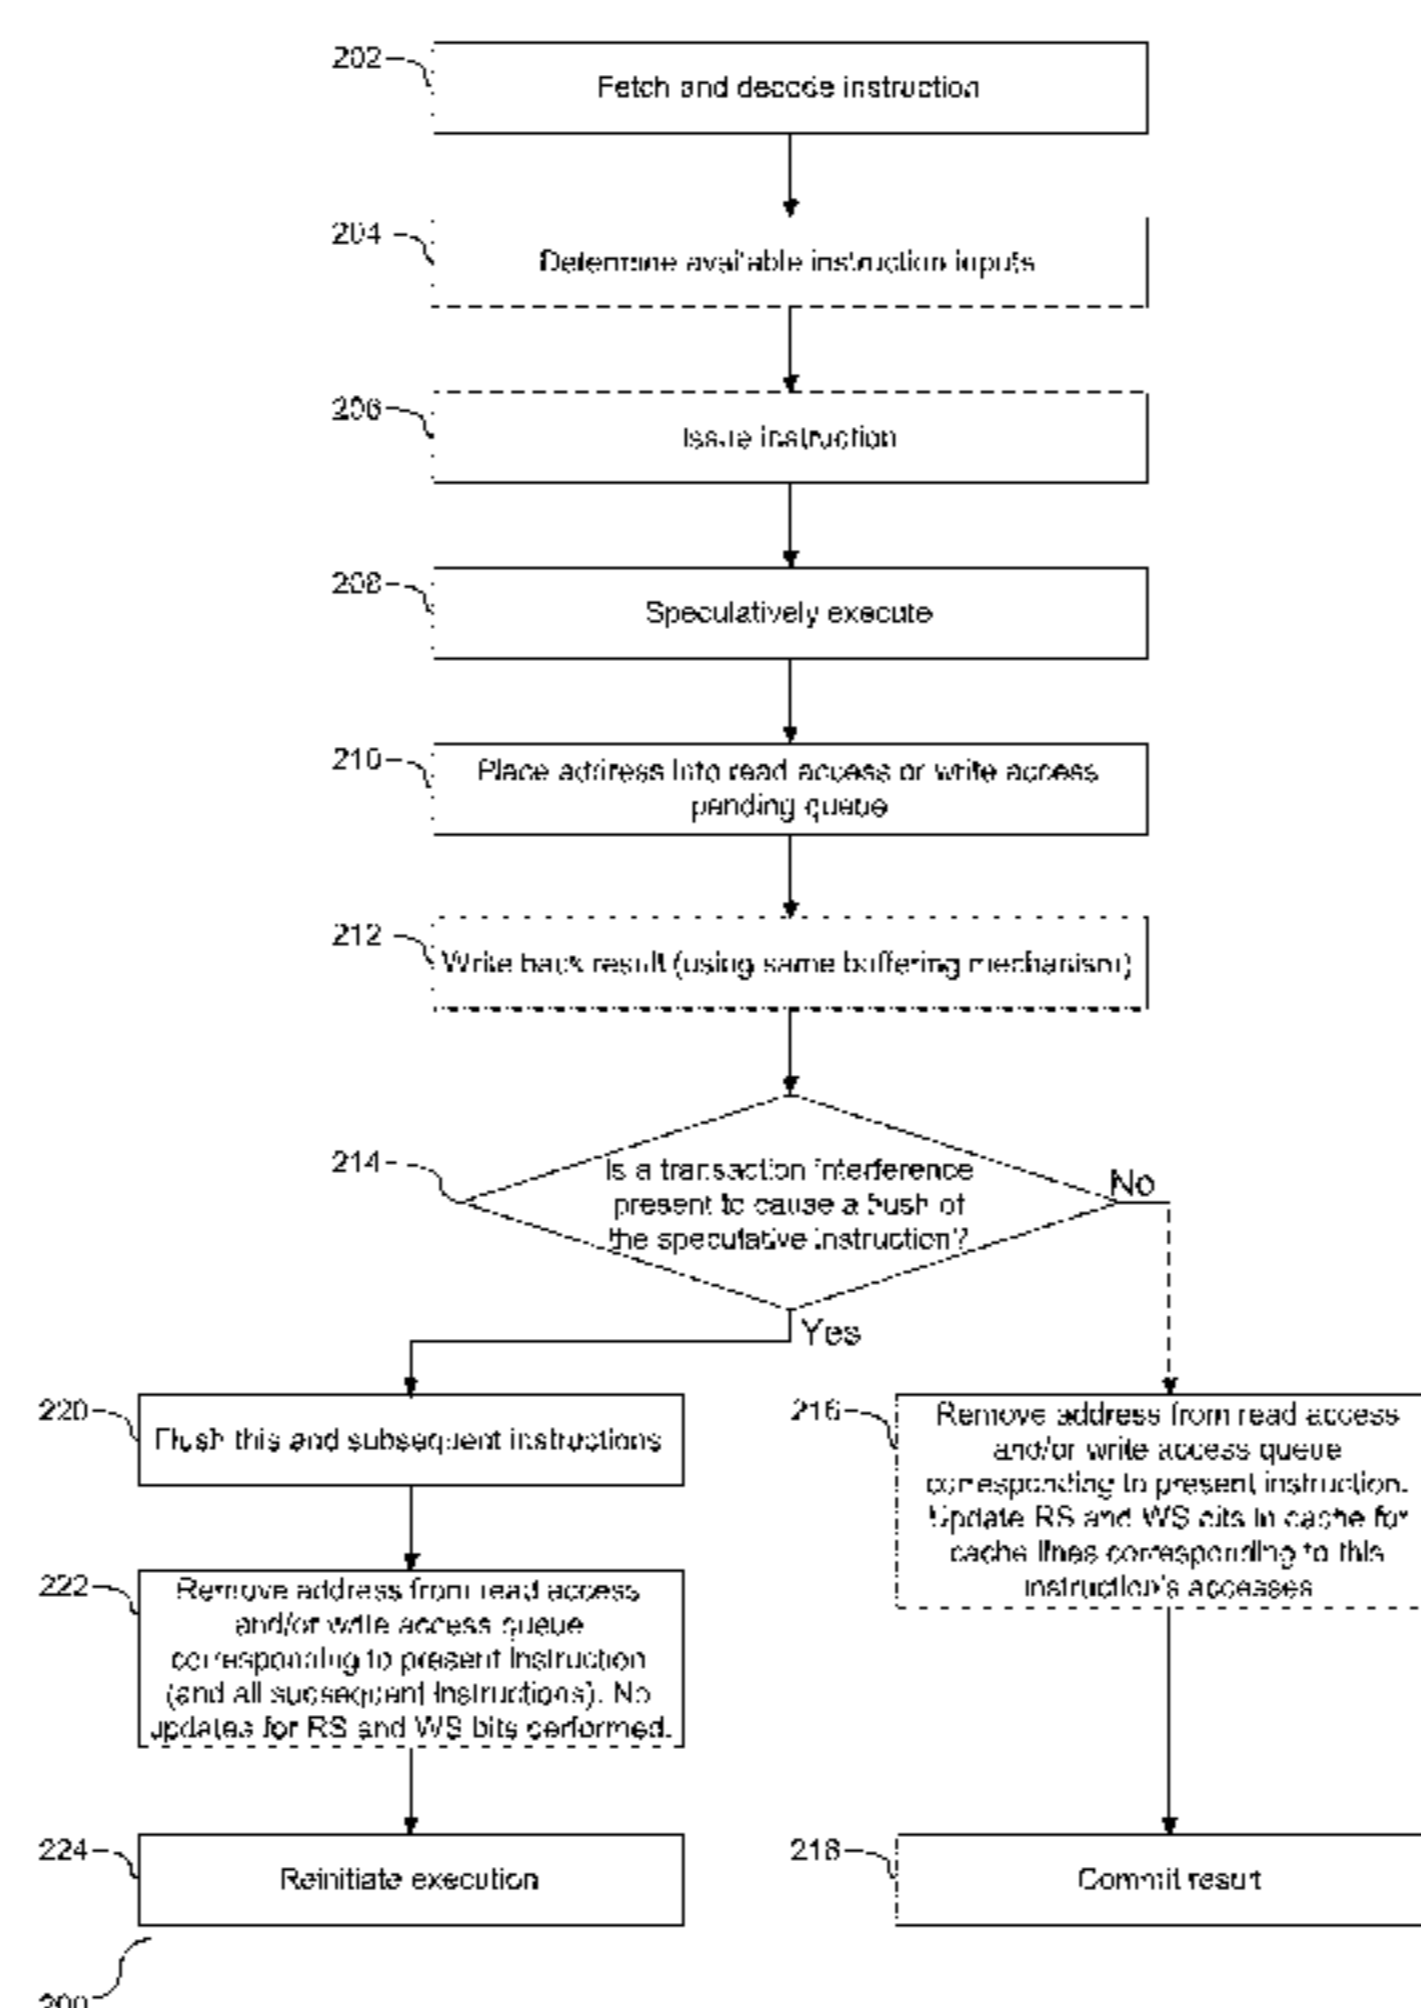 202
Fetch and decode instruction
204
Determine available instruction inputs
206
Issue instruction
208
Speculatively execute
210
Place address into read access or write access
pending queue
212
Write back result (using same buffering mechanism)
214
Is a transaction interference
present to cause a flush of
the speculative instruction?
No
Yes
220
Flush this and subsequent instructions
216
Remove address from read access
and/or write access queue
corresponding to present instruction.
Update RS and WS bits in cache for
cache lines corresponding to this
instruction's accesses
222
Remove address from read access
and/or write access queue
corresponding to present instruction
(and all subsequent instructions). No
updates for RS and WS bits performed.
224
Reinitiate execution
218
Commit result
200